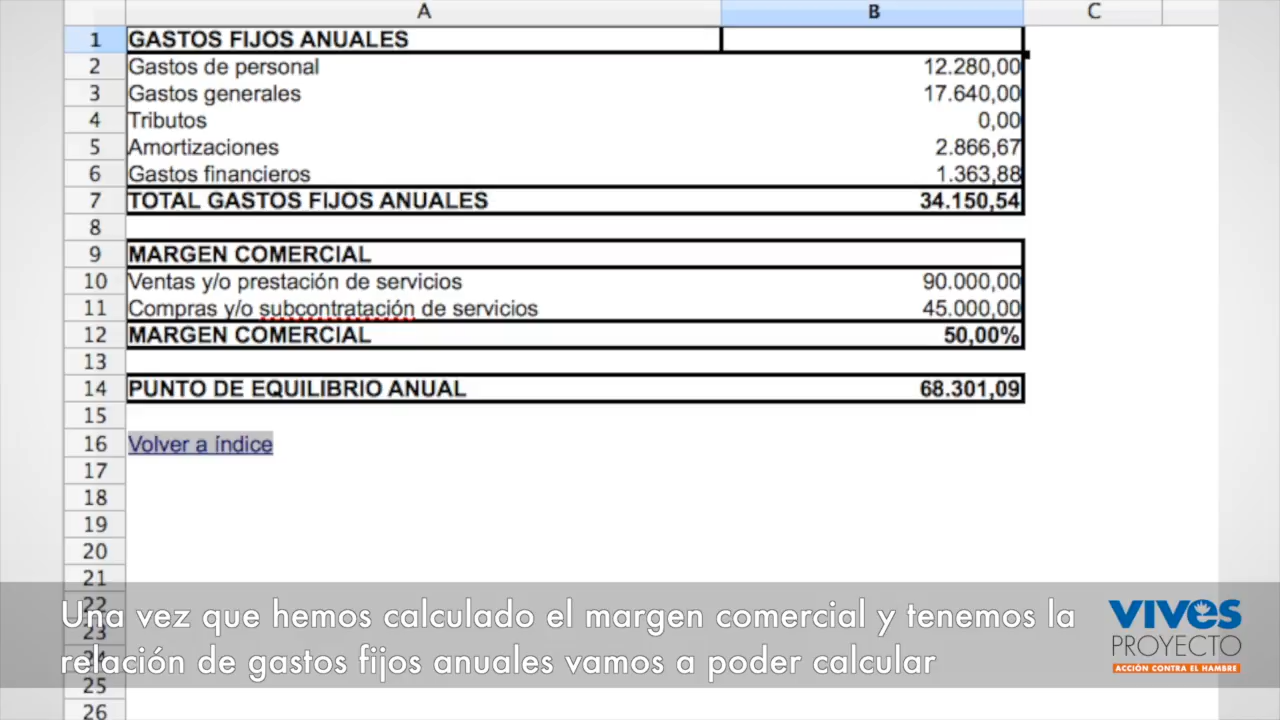 A B C
1 GASTOS FIJOS ANUALES
2 Gastos de personal 12.280,00
3 Gastos generales 17.640,00
4 Tributos 0,00
5 Amortizaciones 2.866,67
6 Gastos financieros 1.363,88
7 TOTAL GASTOS FIJOS ANUALES 34.150,54
8
9 MARGEN COMERCIAL
10 Ventas y/o prestación de servicios 90.000,00
11 Compras y/o subcontratación de servicios 45.000,00
12 MARGEN COMERCIAL 50,00%
13
14 PUNTO DE EQUILIBRIO ANUAL 68.301,09
15
16 Volver a índice
17
18
19
20
21
22
23
24
25
26
Una vez que hemos calculado el margen comercial y tenemos la
relación de gastos fijos anuales vamos a poder calcular
VIVES
PROYECTO
ACCIÓN CONTRA EL HAMBRE